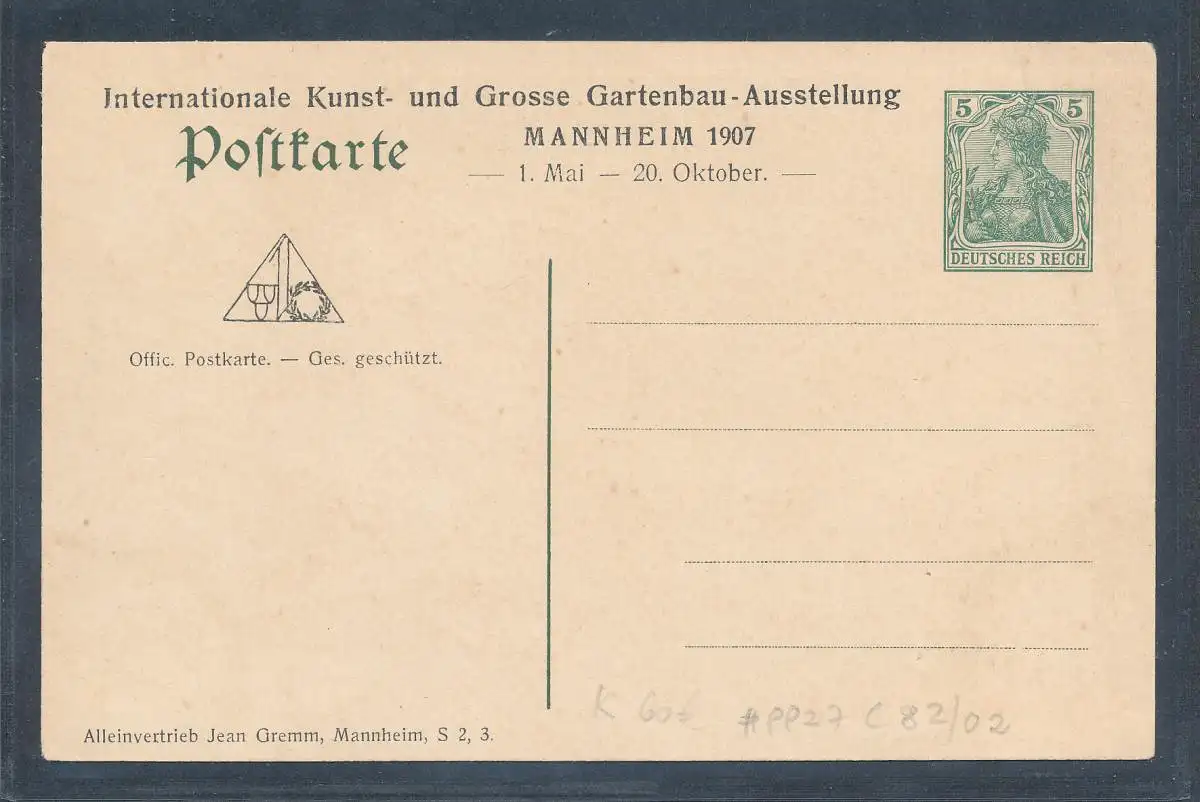 Internationale Kunst- und Grosse Gartenbau-Ausstellung
Postkarte
MANNHEIM 1907
— 1. Mai — 20. Oktober. —
5 5
DEUTSCHES REICH
Offic. Postkarte. — Ges. geschützt.
K
#PP27 C 82/02
Alleinvertrieb Jean Gremm, Mannheim, S 2, 3.